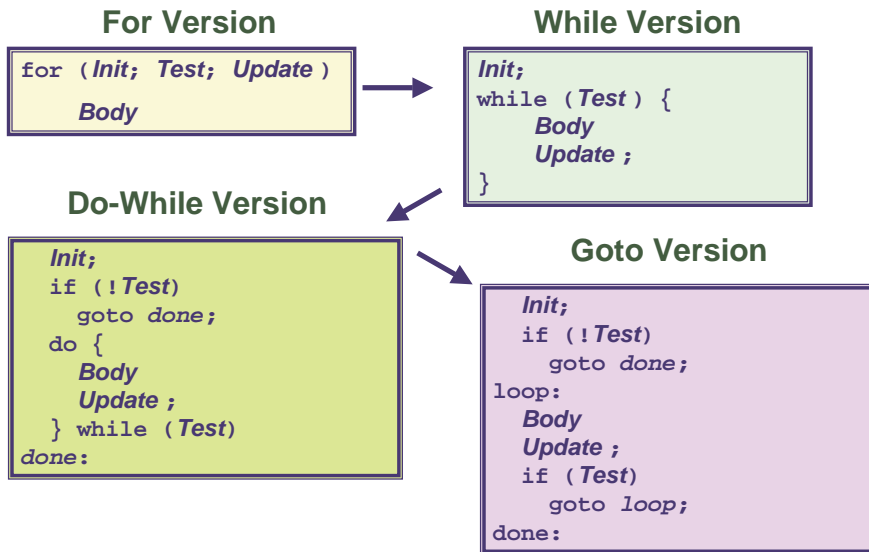 For Version
for (Init; Test; Update )
Body
While Version
Init;
while (Test ) {
Body
Update ;
}
Do-While Version
Init;
if (!Test)
goto done;
do {
Body
Update ;
} while (Test)
done:
Goto Version
Init;
if (!Test)
goto done;
loop:
Body
Update ;
if (Test)
goto loop;
done: